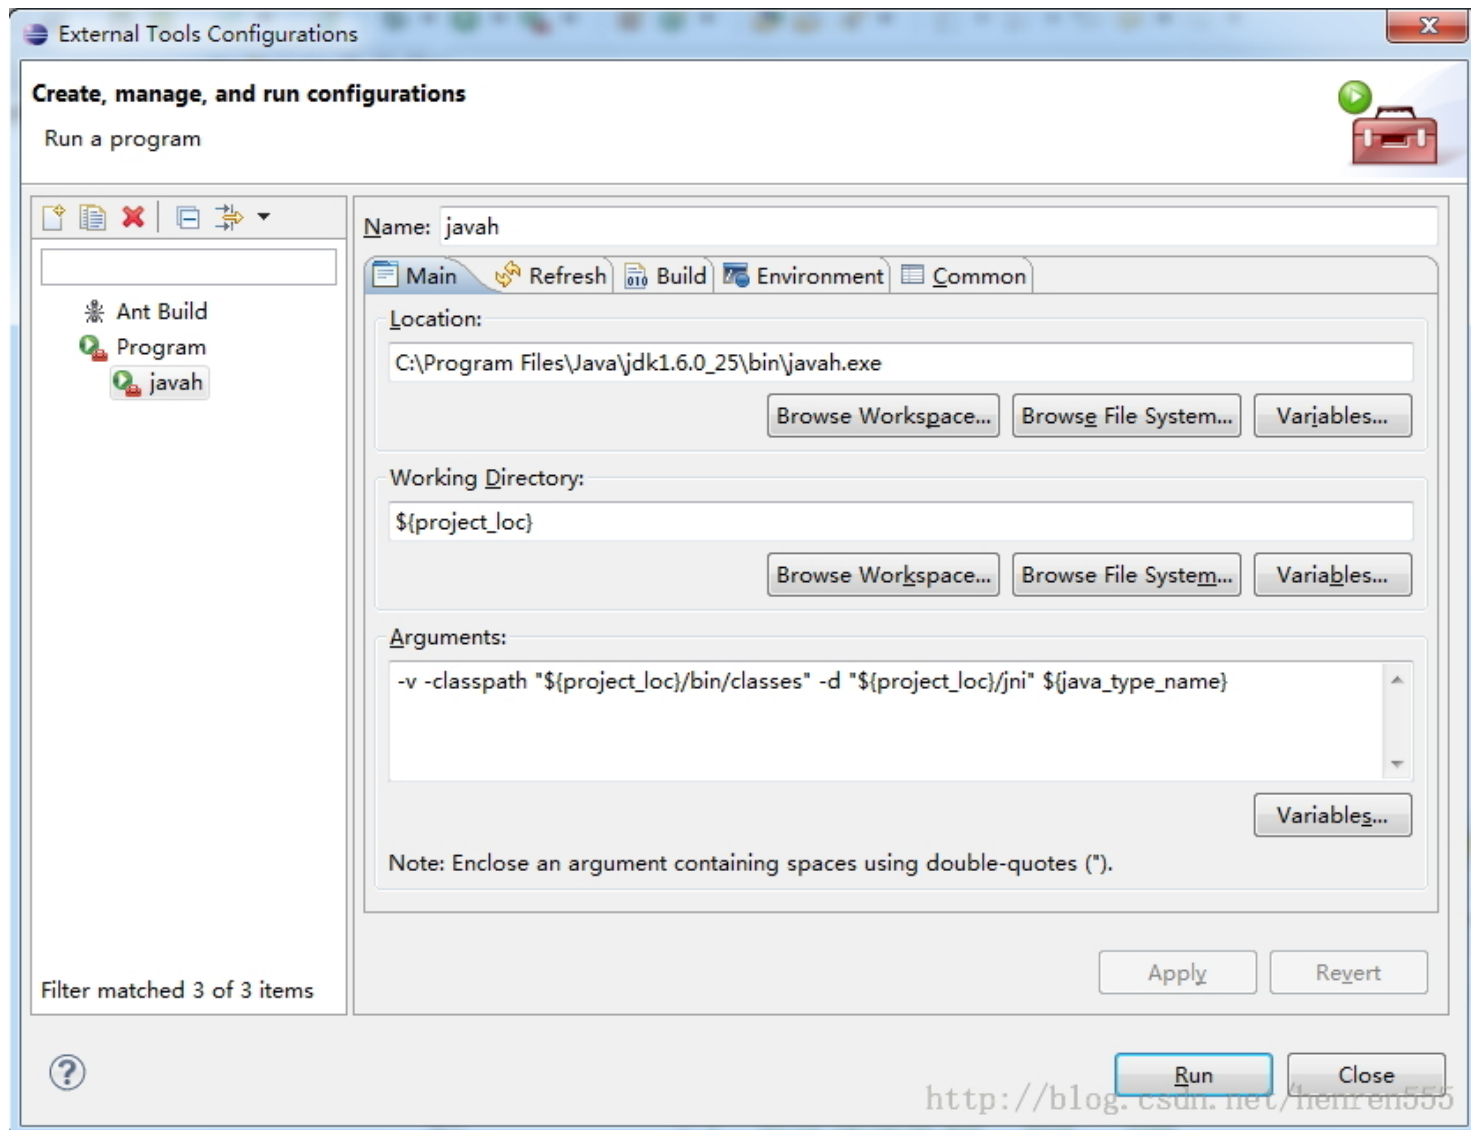 External Tools Configurations
Create, manage, and run configurations
Run a program
Name: javah
Main Refresh Build Environment Common
Ant Build
Program
javah
Location:
C:\Program Files\Java\jdk1.6.0_25\bin\javah.exe
Browse Workspace... Browse File System... Variables...
Working Directory:
${project_loc}
Browse Workspace... Browse File System... Variables...
Arguments:
-v -classpath "${project_loc}/bin/classes" -d "${project_loc}/jni" ${java_type_name}
Variables...
Note: Enclose an argument containing spaces using double-quotes (").
Apply Revert
Filter matched 3 of 3 items
Run Close
http://blog.csdn.net/henren555